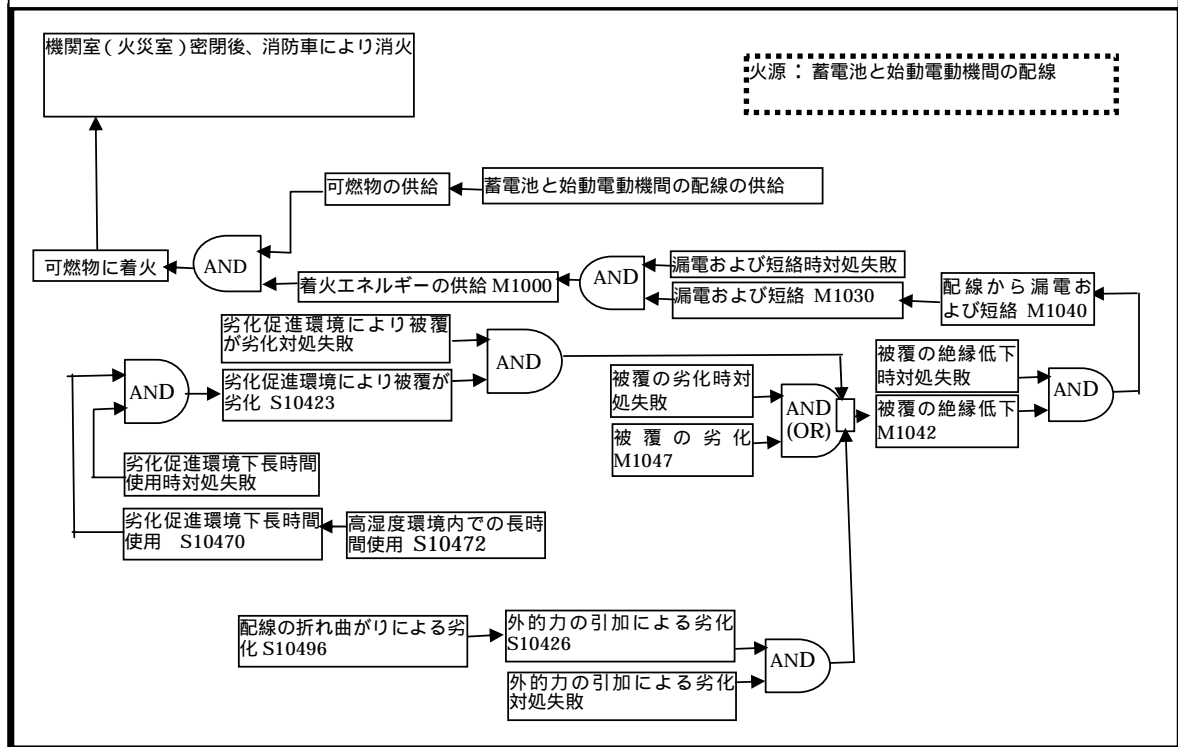 機関室(火災室)密閉後、消防車により消火
火源：蓄電池と始動電動機間の配線
可燃物の供給
蓄電池と始動電動機間の配線の供給
可燃物に着火
AND
着火エネルギーの供給 M1000
AND
漏電および短絡時対処失敗
漏電および短絡 M1030
配線から漏電お
よび短絡 M1040
劣化促進環境により被覆
が劣化対処失敗
AND
劣化促進環境により被覆が
劣化 S10423
AND
被覆の劣化時対
処失敗
被覆の劣化
M1047
AND
(OR)
被覆の絶縁低下
時対処失敗
被覆の絶縁低下
M1042
AND
劣化促進環境下長時間
使用時対処失敗
劣化促進環境下長時間
使用 S10470
高湿度環境内での長時
間使用 S10472
配線の折れ曲がりによる劣
化 S10496
外的力の引加による劣化
S10426
外的力の引加による劣化
対処失敗
AND